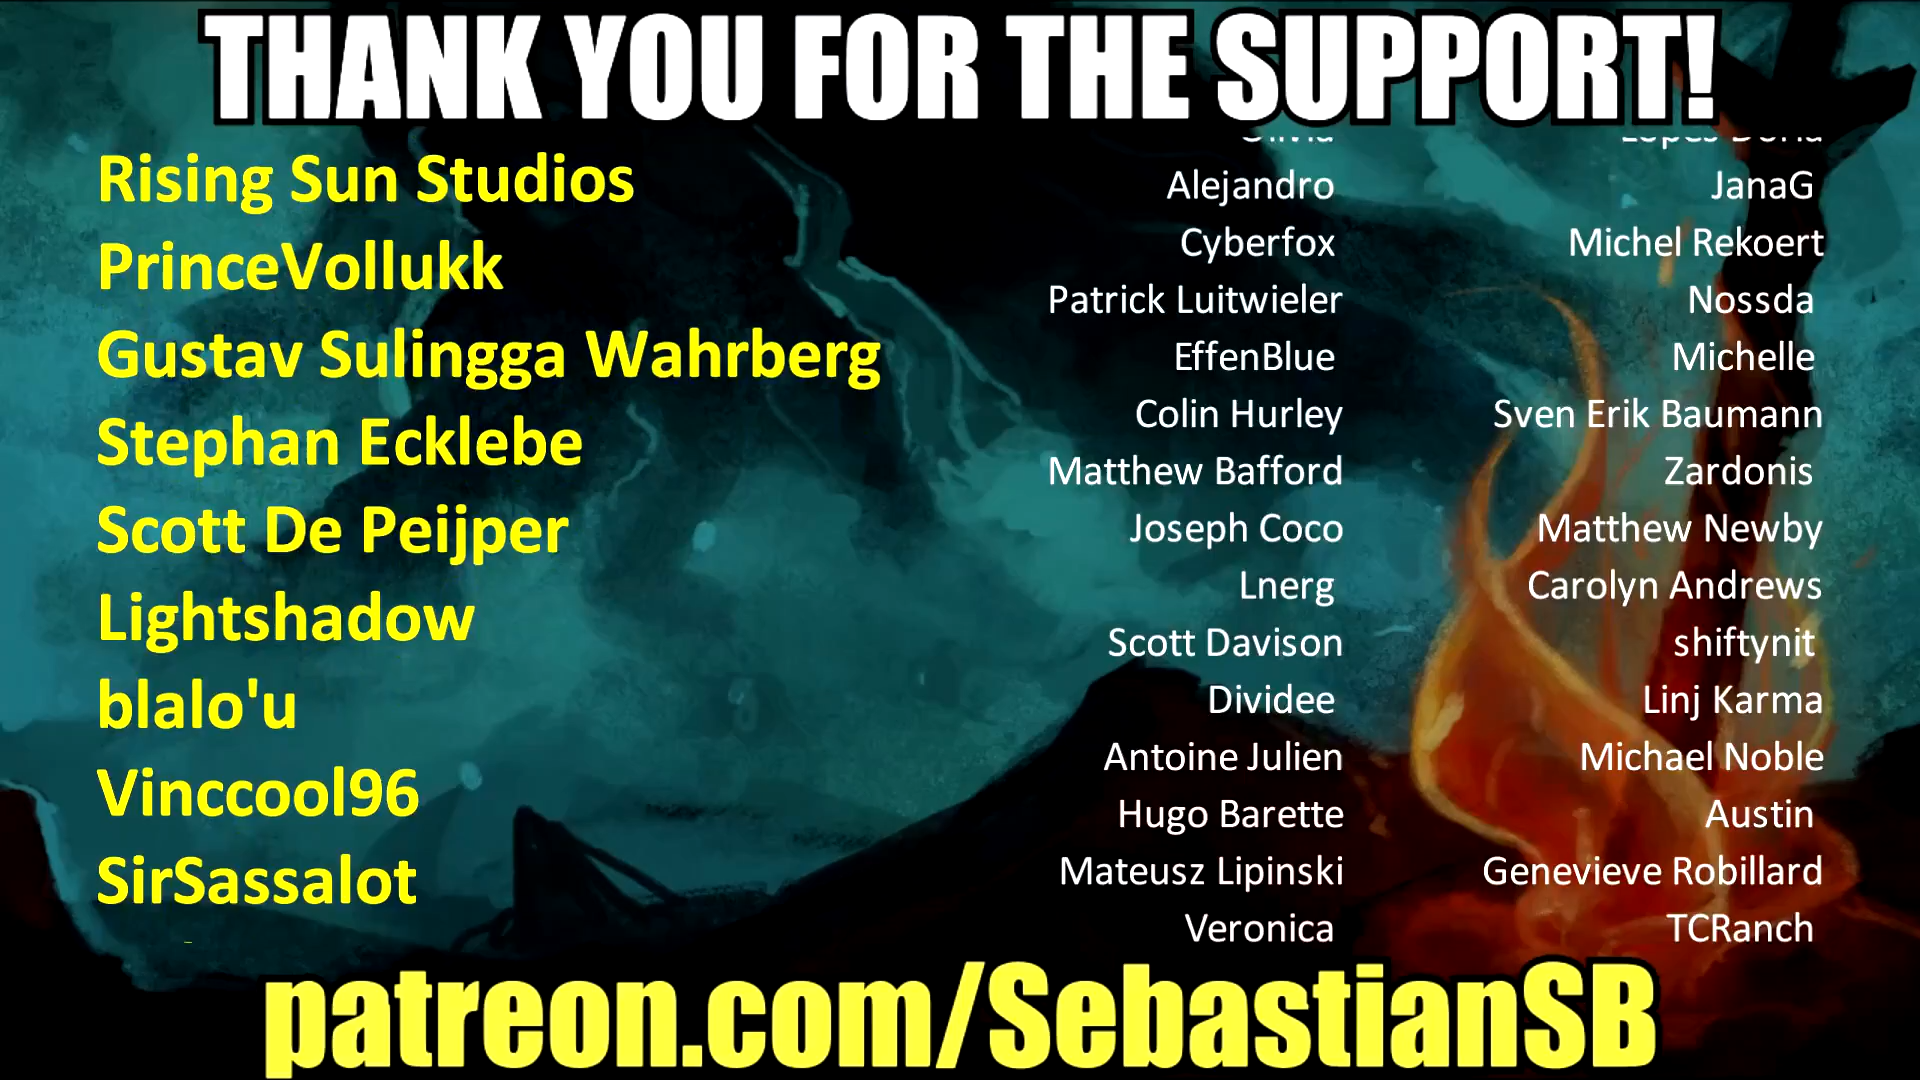 THANK YOU FOR THE SUPPORT!
Rising Sun Studios
PrinceVollukk
Gustav Sulingga Wahrberg
Stephan Ecklebe
Scott De Peijper
Lightshadow
blalo'u
Vinccool96
SirSassalot
Olivia
Alejandro
Cyberfox
Patrick Luitwieler
EffenBlue
Colin Hurley
Matthew Bafford
Joseph Coco
Lnerg
Scott Davison
Dividee
Antoine Julien
Hugo Barette
Mateusz Lipinski
Veronica
Lopes Doria
JanaG
Michel Rekoert
Nossda
Michelle
Sven Erik Baumann
Zardonis
Matthew Newby
Carolyn Andrews
shiftynit
Linj Karma
Michael Noble
Austin
Genevieve Robillard
TCRanch
patreon.com/SebastianSB